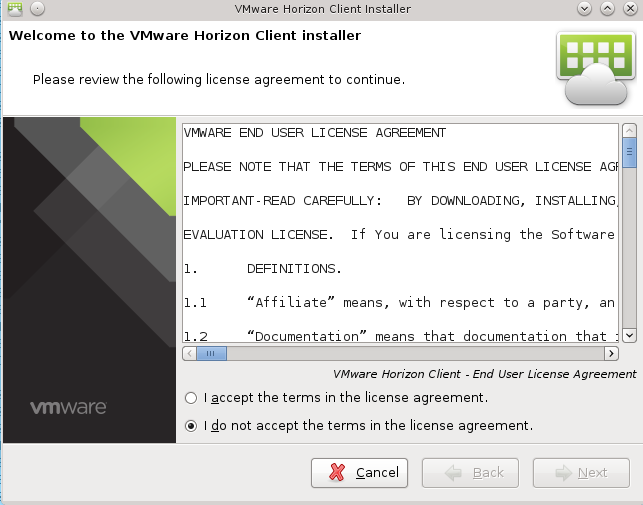 VMware Horizon Client Installer
Welcome to the VMware Horizon Client installer
Please review the following license agreement to continue.
VMWARE END USER LICENSE AGREEMENT
PLEASE NOTE THAT THE TERMS OF THIS END USER LICENSE
IMPORTANT-READ CAREFULLY:   BY DOWNLOADING, INSTALLING,
EVALUATION LICENSE.  If You are licensing the Software
1.      DEFINITIONS.
1.1     “Affiliate” means, with respect to a party, an
1.2     “Documentation” means that documentation that
VMware Horizon Client - End User License Agreement
I accept the terms in the license agreement.
I do not accept the terms in the license agreement.
vmware
Cancel
Back
Next